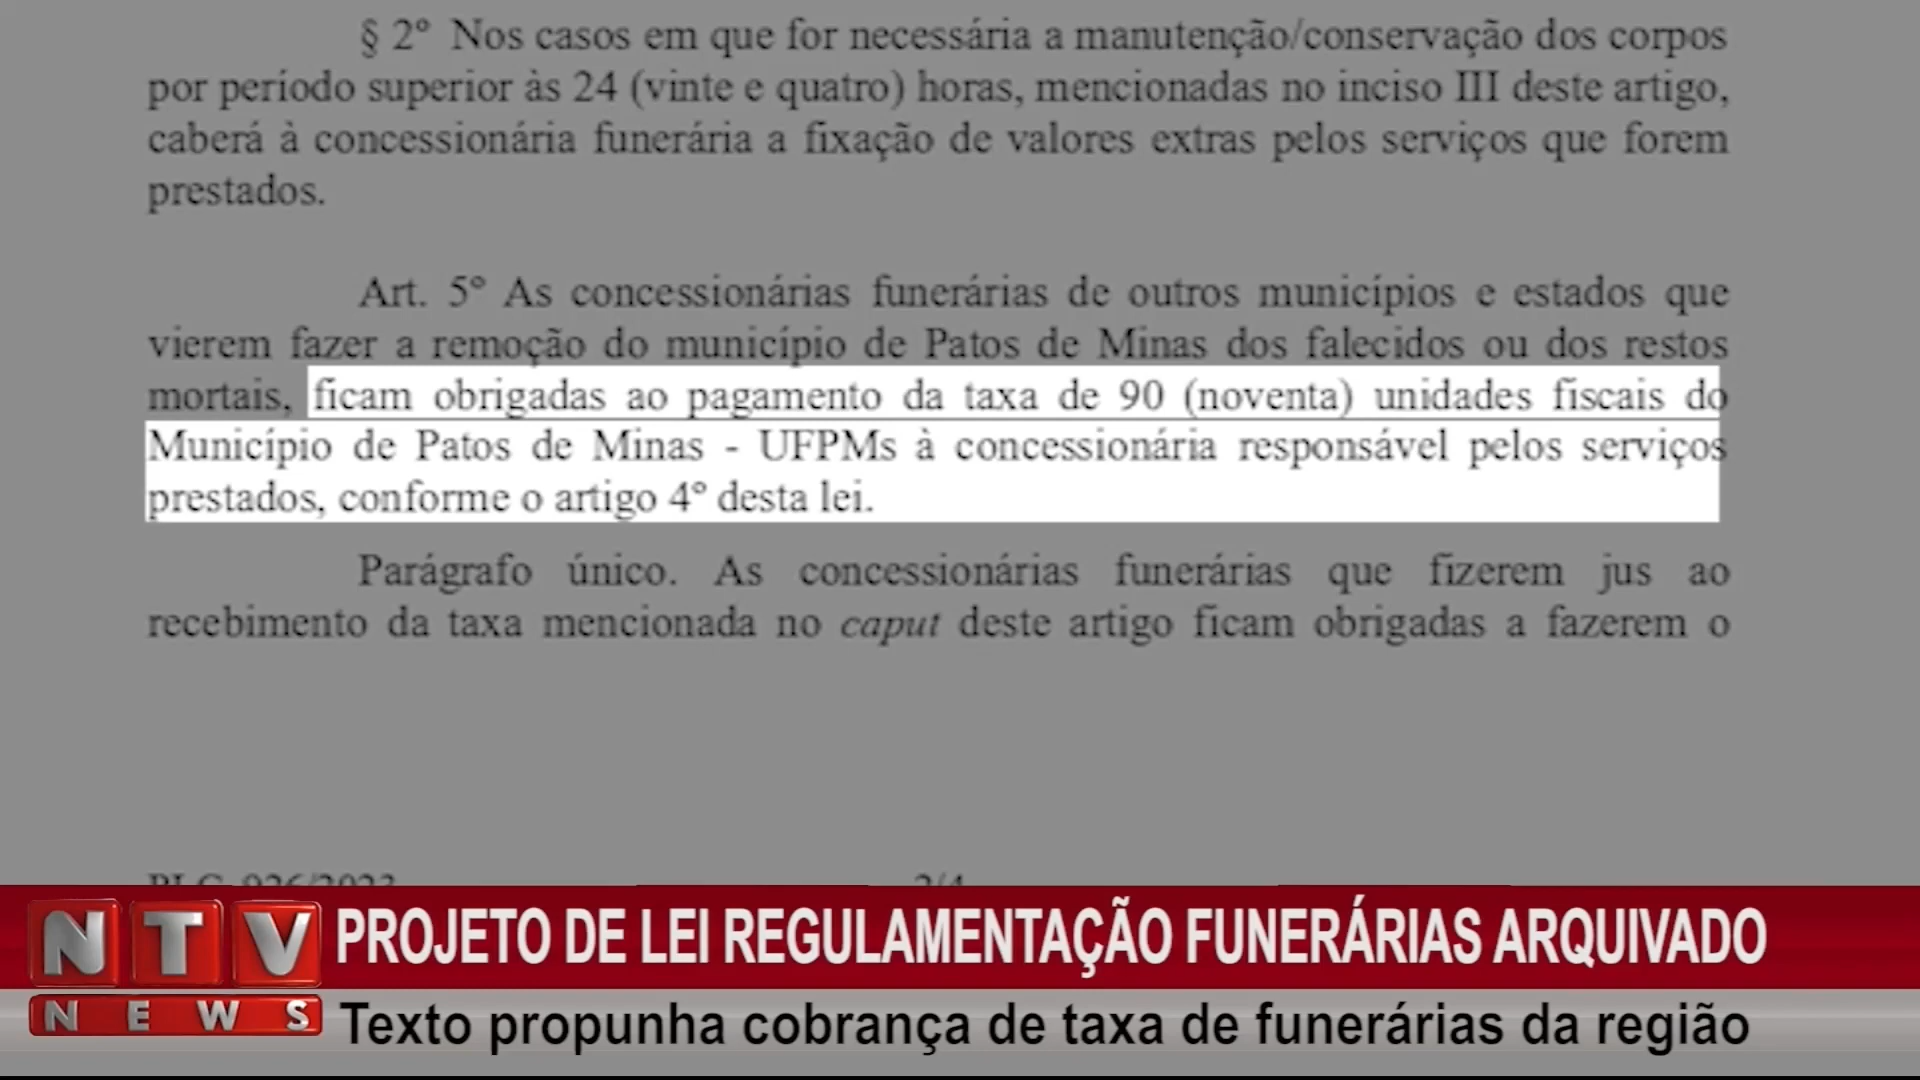 § 2º Nos casos em que for necessária a manutenção/conservação dos corpos
por período superior às 24 (vinte e quatro) horas, mencionadas no inciso III deste artigo,
caberá à concessionária funerária a fixação de valores extras pelos serviços que forem
prestados.
Art. 5º As concessionárias funerárias de outros municípios e estados que
vierem fazer a remoção do município de Patos de Minas dos falecidos ou dos restos
mortais, ficam obrigadas ao pagamento da taxa de 90 (noventa) unidades fiscais do
Município de Patos de Minas - UFPMs à concessionária responsável pelos serviços
prestados, conforme o artigo 4º desta lei.
Parágrafo único. As concessionárias funerárias que fizerem jus ao
recebimento da taxa mencionada no caput deste artigo ficam obrigadas a fazerem o
PLC 926/2023 2/4
NTV PROJETO DE LEI REGULAMENTAÇÃO FUNERÁRIAS ARQUIVADO
NEWS Texto propunha cobrança de taxa de funerárias da região